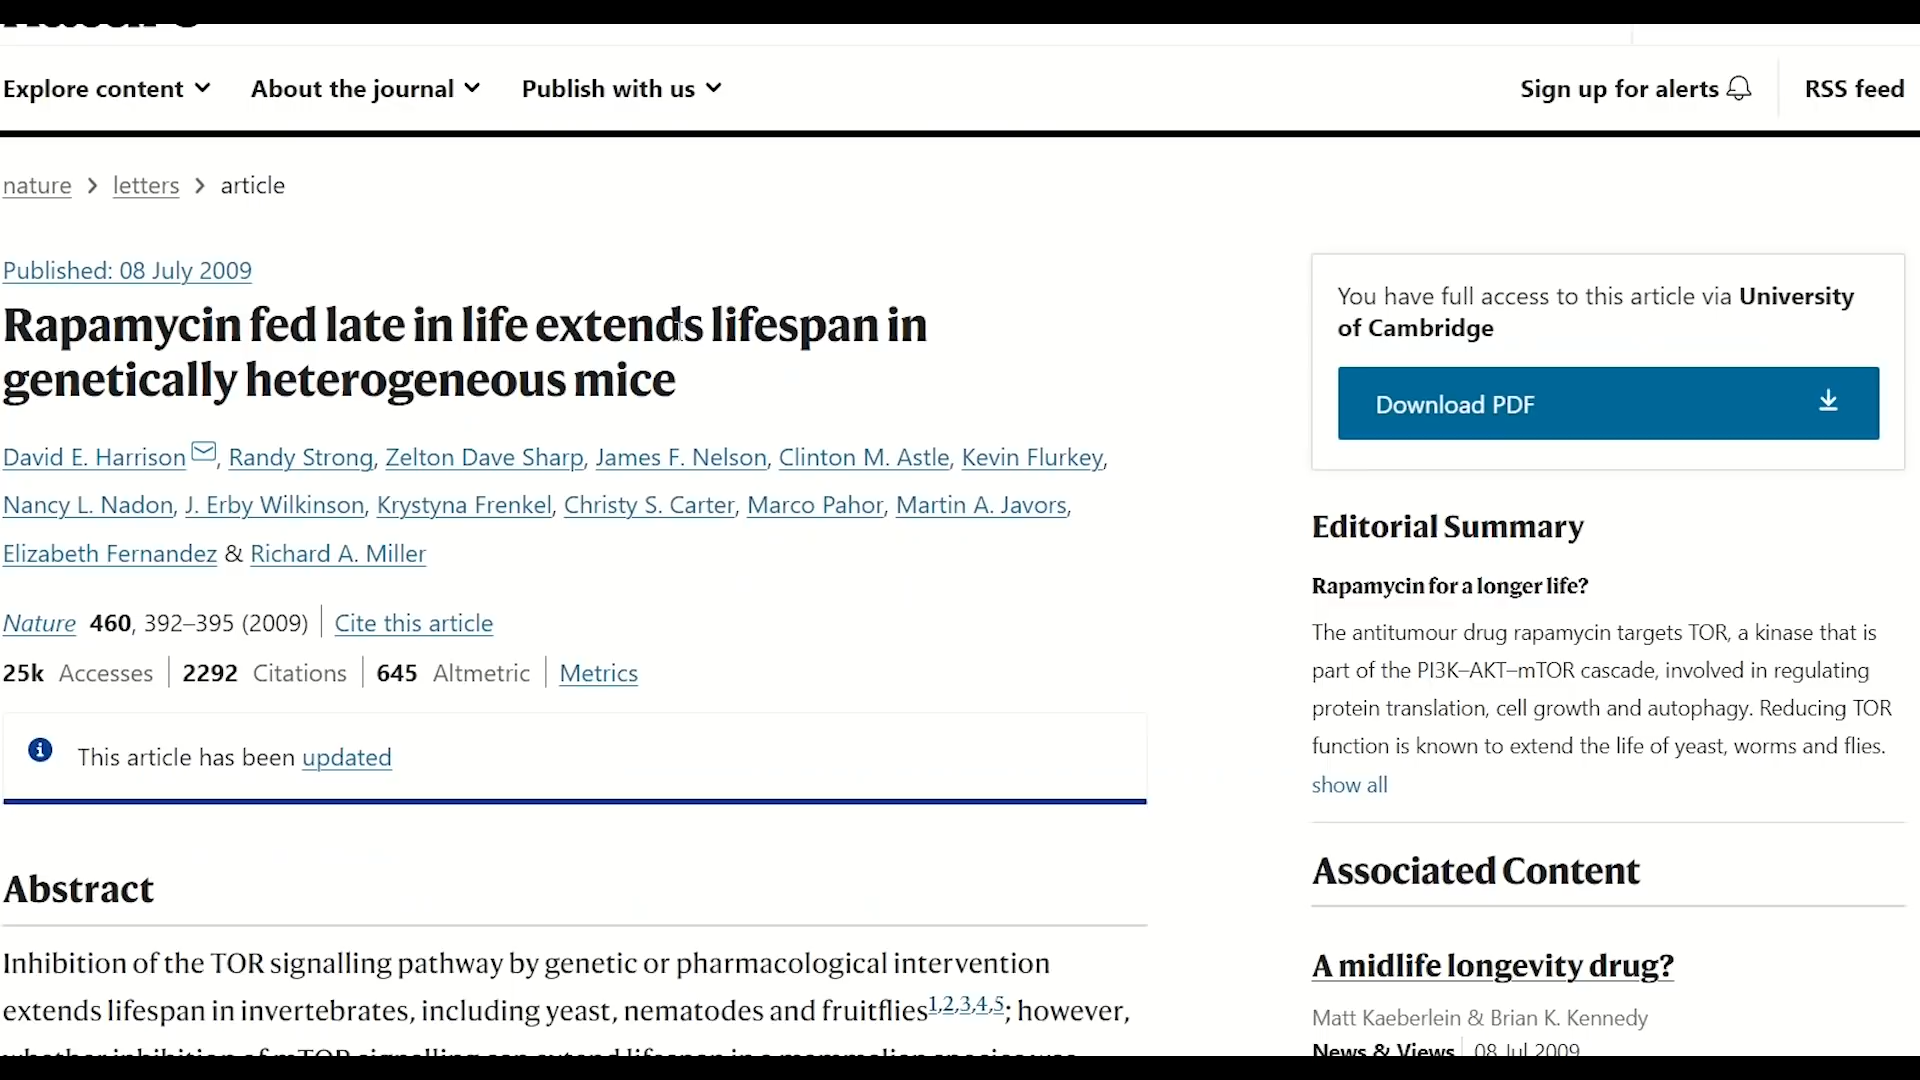 Explore content
About the journal
Publish with us
Sign up for alerts
RSS feed
nature > letters > article
Published: 08 July 2009
Rapamycin fed late in life extends lifespan in
genetically heterogeneous mice
David E. Harrison, Randy Strong, Zelton Dave Sharp, James F. Nelson, Clinton M. Astle, Kevin Flurkey,
Nancy L. Nadon, J. Erby Wilkinson, Krystyna Frenkel, Christy S. Carter, Marco Pahor, Martin A. Javors,
Elizabeth Fernandez & Richard A. Miller
Nature 460, 392–395 (2009) | Cite this article
25k Accesses | 2292 Citations | 645 Altmetric | Metrics
This article has been updated
Abstract
Inhibition of the TOR signalling pathway by genetic or pharmacological intervention
extends lifespan in invertebrates, including yeast, nematodes and fruitflies1,2,3,4,5; however,
You have full access to this article via University
of Cambridge
Download PDF
Editorial Summary
Rapamycin for a longer life?
The antitumour drug rapamycin targets TOR, a kinase that is
part of the PI3K–AKT–mTOR cascade, involved in regulating
protein translation, cell growth and autophagy. Reducing TOR
function is known to extend the life of yeast, worms and flies.
show all
Associated Content
A midlife longevity drug?
Matt Kaeberlein & Brian K. Kennedy
News & Views | 08 Jul 2009